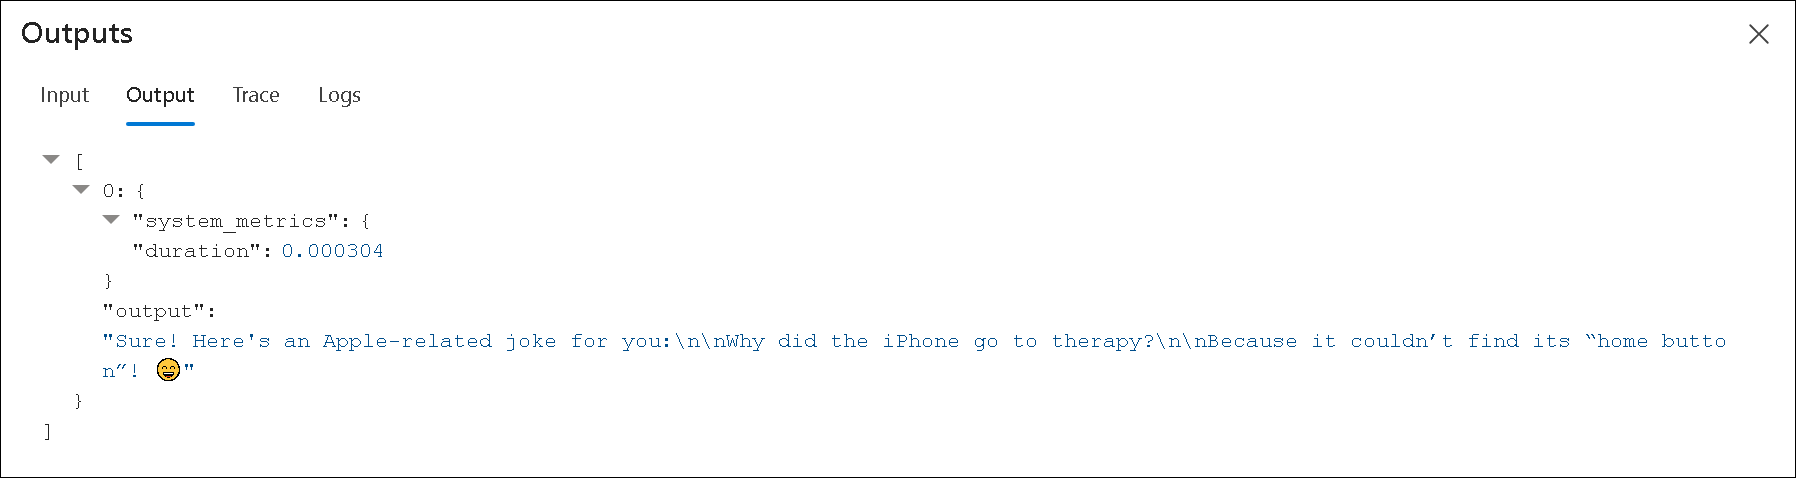 Outputs
Input Output Trace Logs
[
0: {
"system_metrics": {
"duration": 0.000304
}
"output":
"Sure! Here's an Apple-related joke for you:\n\nWhy did the iPhone go to therapy?\n\nBecause it couldn’t find its “home butto
n”! 😄"
}
]